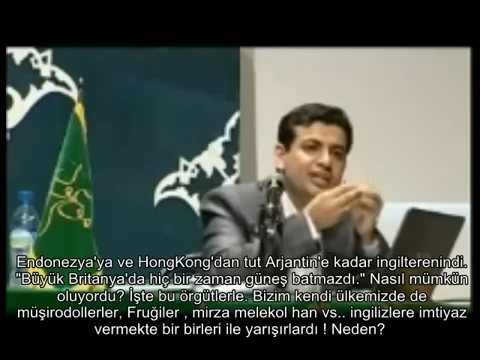 Endonezya'ya ve HongKong'dan tut Arjantin'e kadar ingilterenindi.
"Büyük Britanya'da hiç bir zaman güneş batmazdı." Nasıl mümkün
oluyordu? İşte bu örgütlerle. Bizim kendi ülkemizde de
müşirodollerler, Fruğiler , mirza melekol han vs.. ingilizlere imtiyaz
vermekte bir birleri ile yarışırlardı ! Neden?